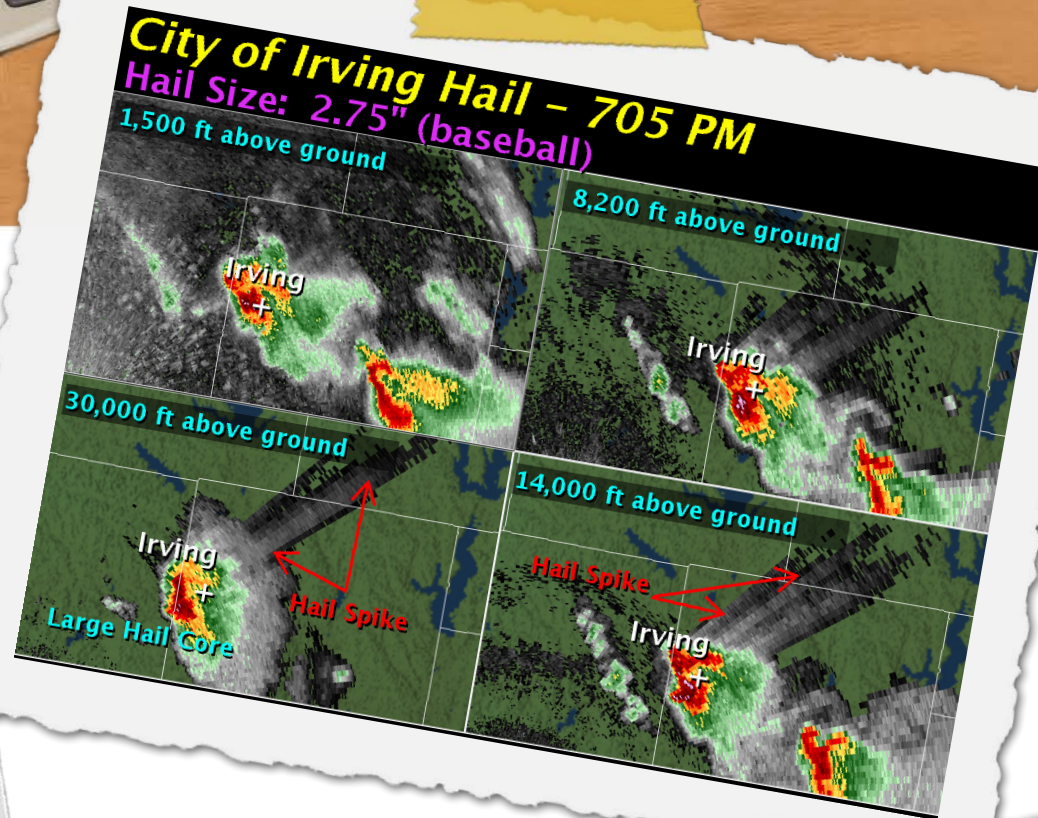 City of Irving Hail – 705 PM
Hail Size:  2.75" (baseball)
1,500 ft above ground
Irving
8,200 ft above ground
Irving
30,000 ft above ground
Irving
Hail Spike
Large Hail Core
14,000 ft above ground
Hail Spike
Irving